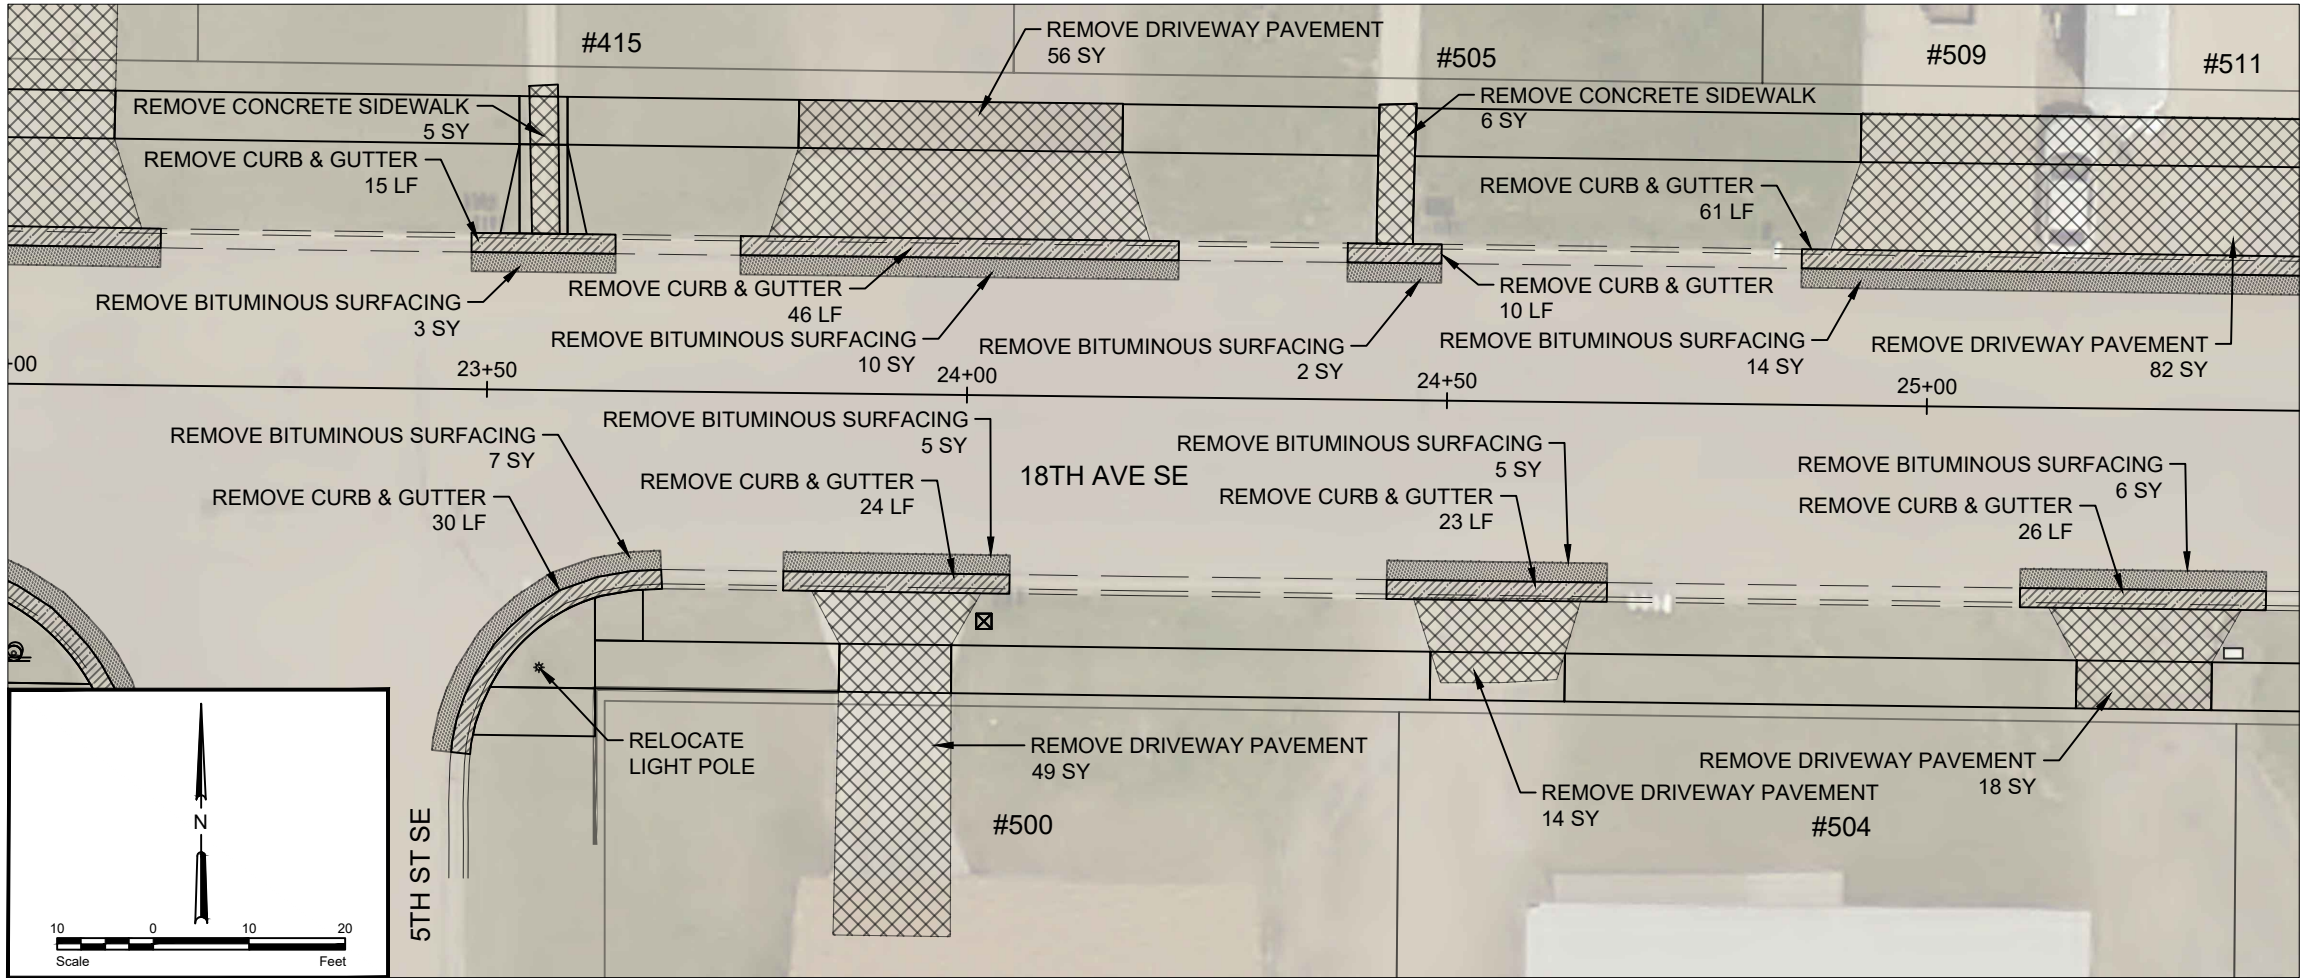 #415
REMOVE DRIVEWAY PAVEMENT
56 SY
#505
#509
#511
REMOVE CONCRETE SIDEWALK
5 SY
REMOVE CONCRETE SIDEWALK
6 SY
REMOVE CURB & GUTTER
15 LF
REMOVE CURB & GUTTER
61 LF
REMOVE BITUMINOUS SURFACING
3 SY
REMOVE CURB & GUTTER
46 LF
REMOVE BITUMINOUS SURFACING
10 SY
REMOVE BITUMINOUS SURFACING
2 SY
REMOVE CURB & GUTTER
10 LF
REMOVE BITUMINOUS SURFACING
14 SY
REMOVE DRIVEWAY PAVEMENT
82 SY
+00
23+50
24+00
24+50
25+00
REMOVE BITUMINOUS SURFACING
7 SY
REMOVE BITUMINOUS SURFACING
5 SY
18TH AVE SE
REMOVE BITUMINOUS SURFACING
5 SY
REMOVE BITUMINOUS SURFACING
6 SY
REMOVE CURB & GUTTER
30 LF
REMOVE CURB & GUTTER
24 LF
REMOVE CURB & GUTTER
23 LF
REMOVE CURB & GUTTER
26 LF
RELOCATE
LIGHT POLE
REMOVE DRIVEWAY PAVEMENT
49 SY
REMOVE DRIVEWAY PAVEMENT
14 SY
REMOVE DRIVEWAY PAVEMENT
18 SY
#500
#504
5TH ST SE
N
10 0 10 20
Scale Feet